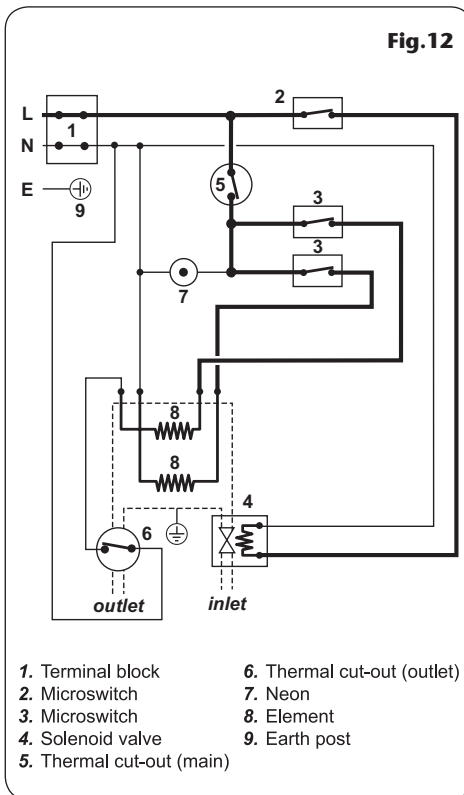 Fig.12
2
L
1
N
5
3
E
9
3
7
8
8
4
6
outlet
inlet
1. Terminal block
2. Microswitch
3. Microswitch
4. Solenoid valve
5. Thermal cut-out (main)
6. Thermal cut-out (outlet)
7. Neon
8. Element
9. Earth post